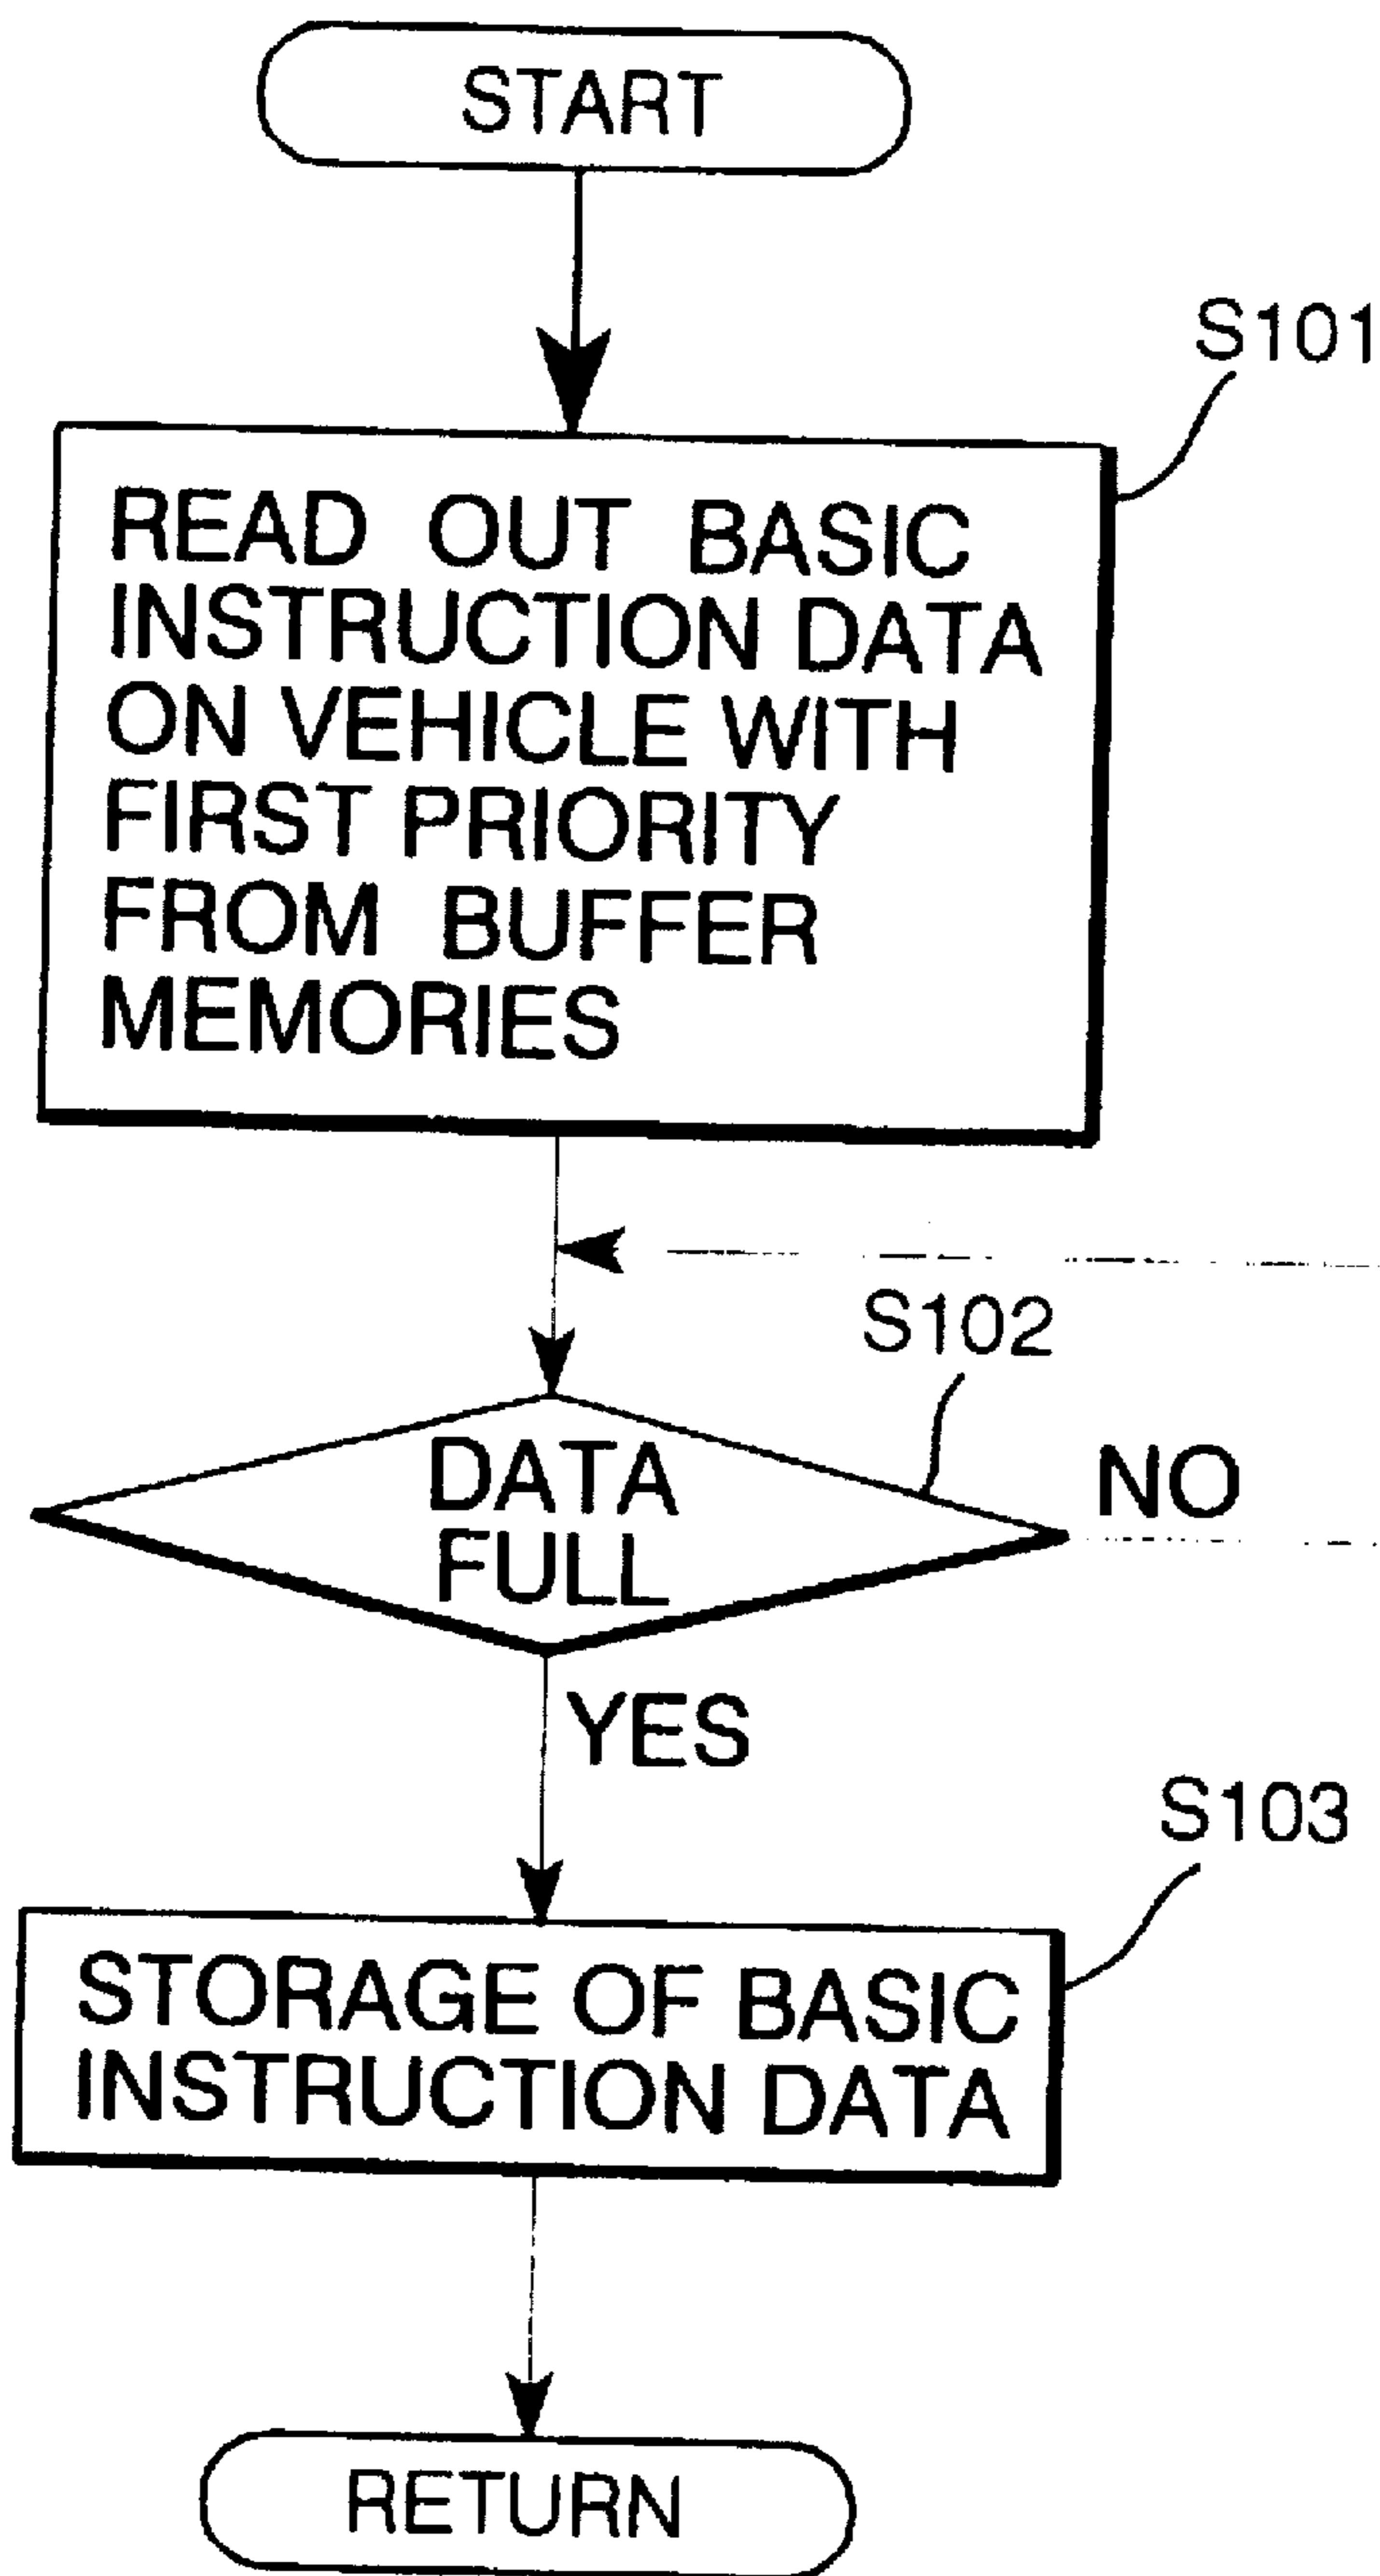 START
S101
READ OUT BASIC
INSTRUCTION DATA
ON VEHICLE WITH
FIRST PRIORITY
FROM BUFFER
MEMORIES
S102
DATA
FULL
NO
YES
S103
STORAGE OF BASIC
INSTRUCTION DATA
RETURN